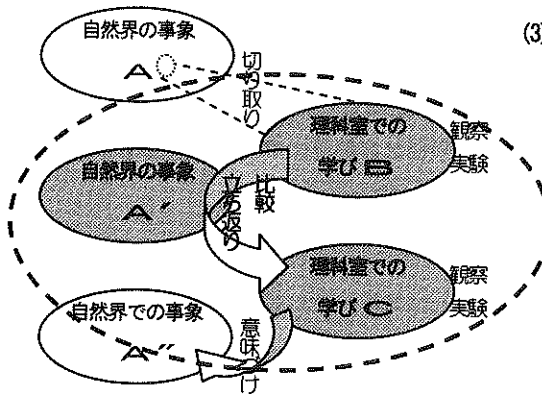 自然界の事象
A
(3)
切り取り
理科室での
学び B
観察
実験
自然界の事象
A′
比較
立ち返り
理科室での
学び C
観察
実験
自然界での事象
A″
意味づけ